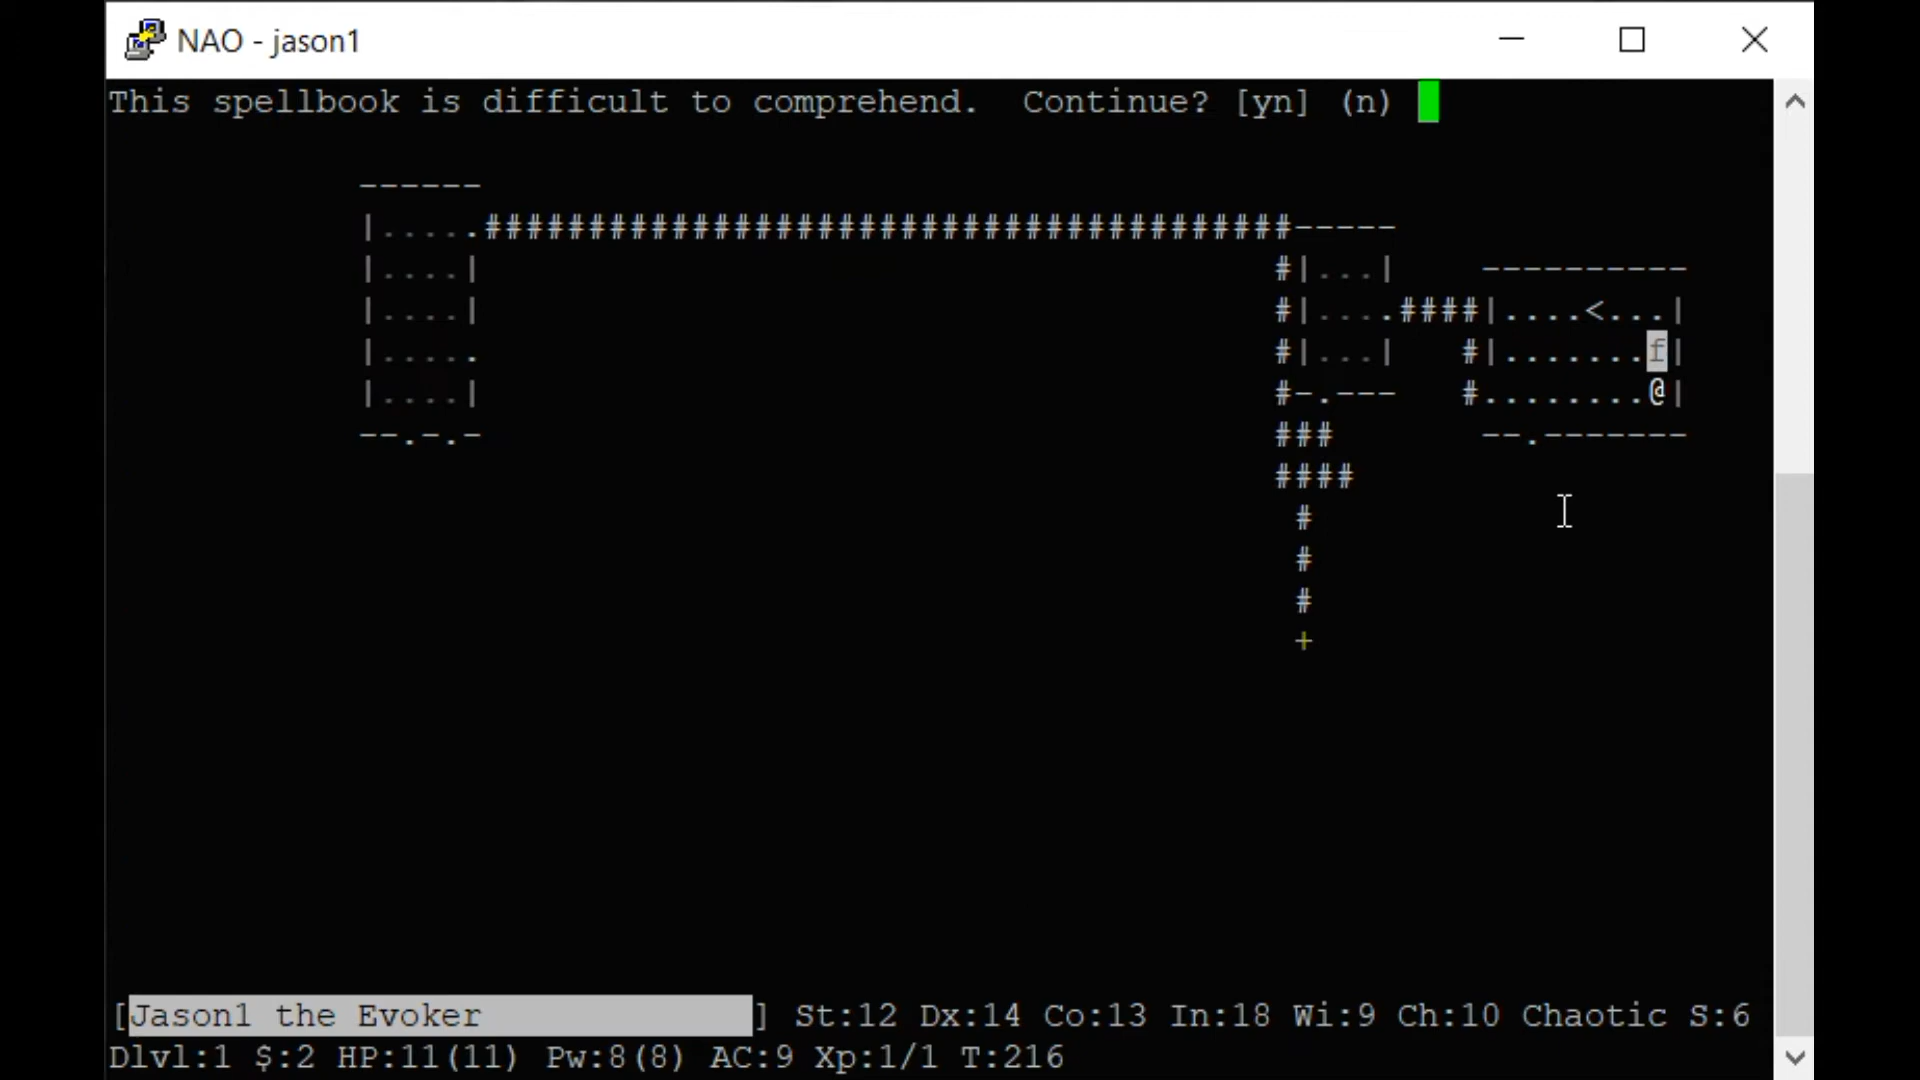 NAO - jason1
This spellbook is difficult to comprehend.  Continue? [yn] (n)
------
|.....#######################################-----
|....| #|...| ----------
|....| #|....####|....<...|
|..... #|...| #|.......f|
|....| #-.--- #........@|
--.-.- ### --.-------
####
#
#
#
+
[Jason1 the Evoker               ] St:12 Dx:14 Co:13 In:18 Wi:9 Ch:10 Chaotic S:6
Dlvl:1 $:2 HP:11(11) Pw:8(8) AC:9 Xp:1/1 T:216